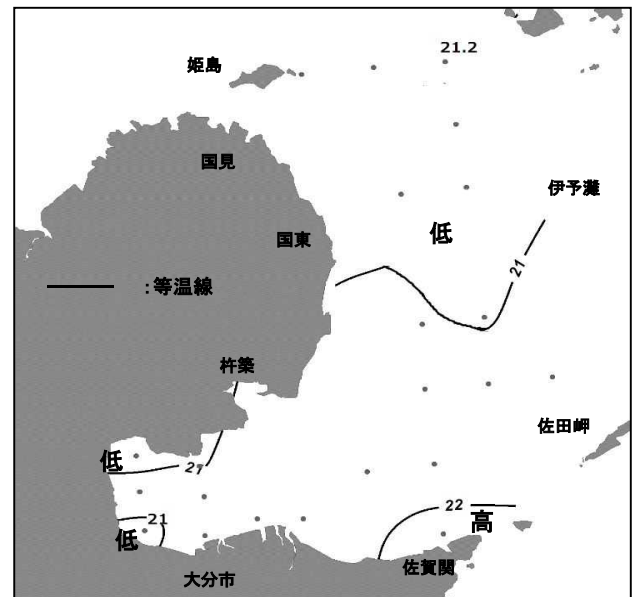 21.2
姫島
国見
伊予灘
国東
低
21
:等温線
杵築
佐田岬
低
21
22
高
21
低
佐賀関
大分市